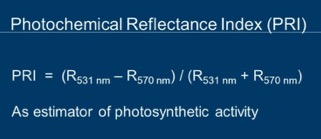 Photochemical Reflectance Index (PRI)
PRI = (R531 nm – R570 nm) / (R531 nm + R570 nm)
As estimator of photosynthetic activity